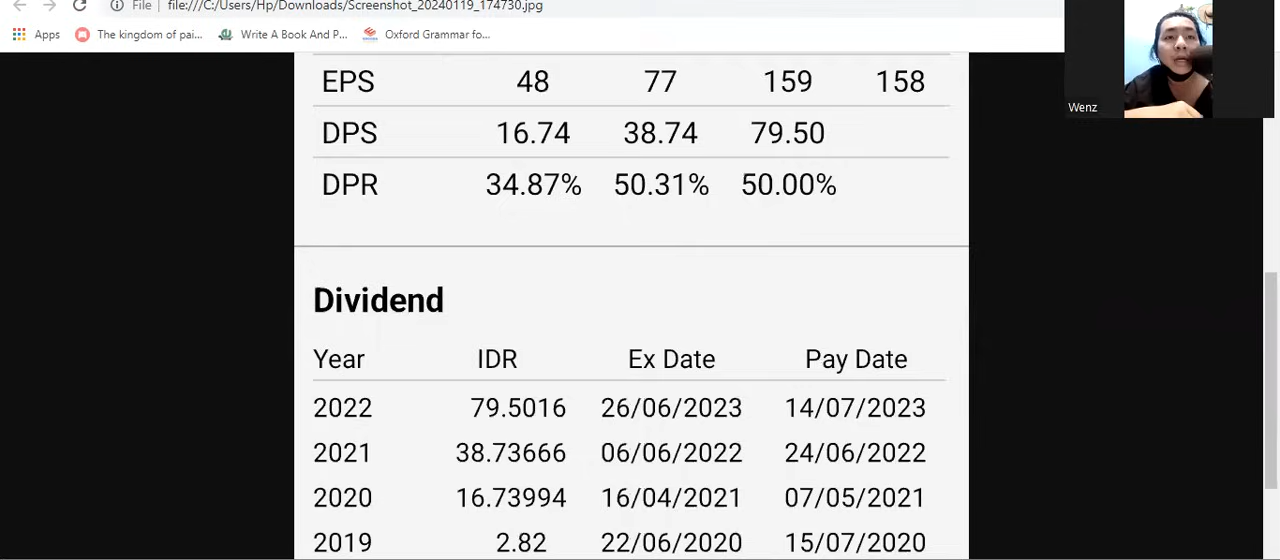 File | file:///C:/Users/Hp/Downloads/Screenshot_20240119_174730.jpg
Apps The kingdom of pai... Write A Book And P... Oxford Grammar fo...
Wenz
EPS 48 77 159 158
DPS 16.74 38.74 79.50
DPR 34.87% 50.31% 50.00%
Dividend
Year IDR Ex Date Pay Date
2022 79.5016 26/06/2023 14/07/2023
2021 38.73666 06/06/2022 24/06/2022
2020 16.73994 16/04/2021 07/05/2021
2019 2.82 22/06/2020 15/07/2020